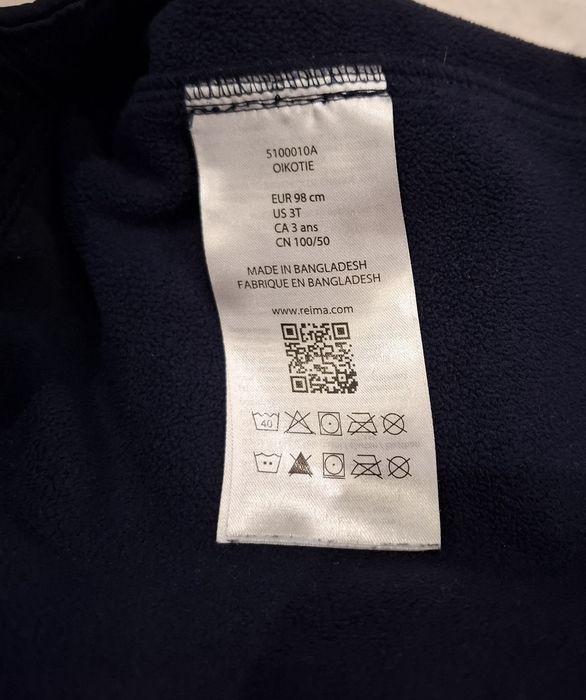 5100010A
OIKOTIE
EUR 98 cm
US 3T
CA 3 ans
CN 100/50
MADE IN BANGLADESH
FABRIQUE EN BANGLADESH
www.reima.com
40